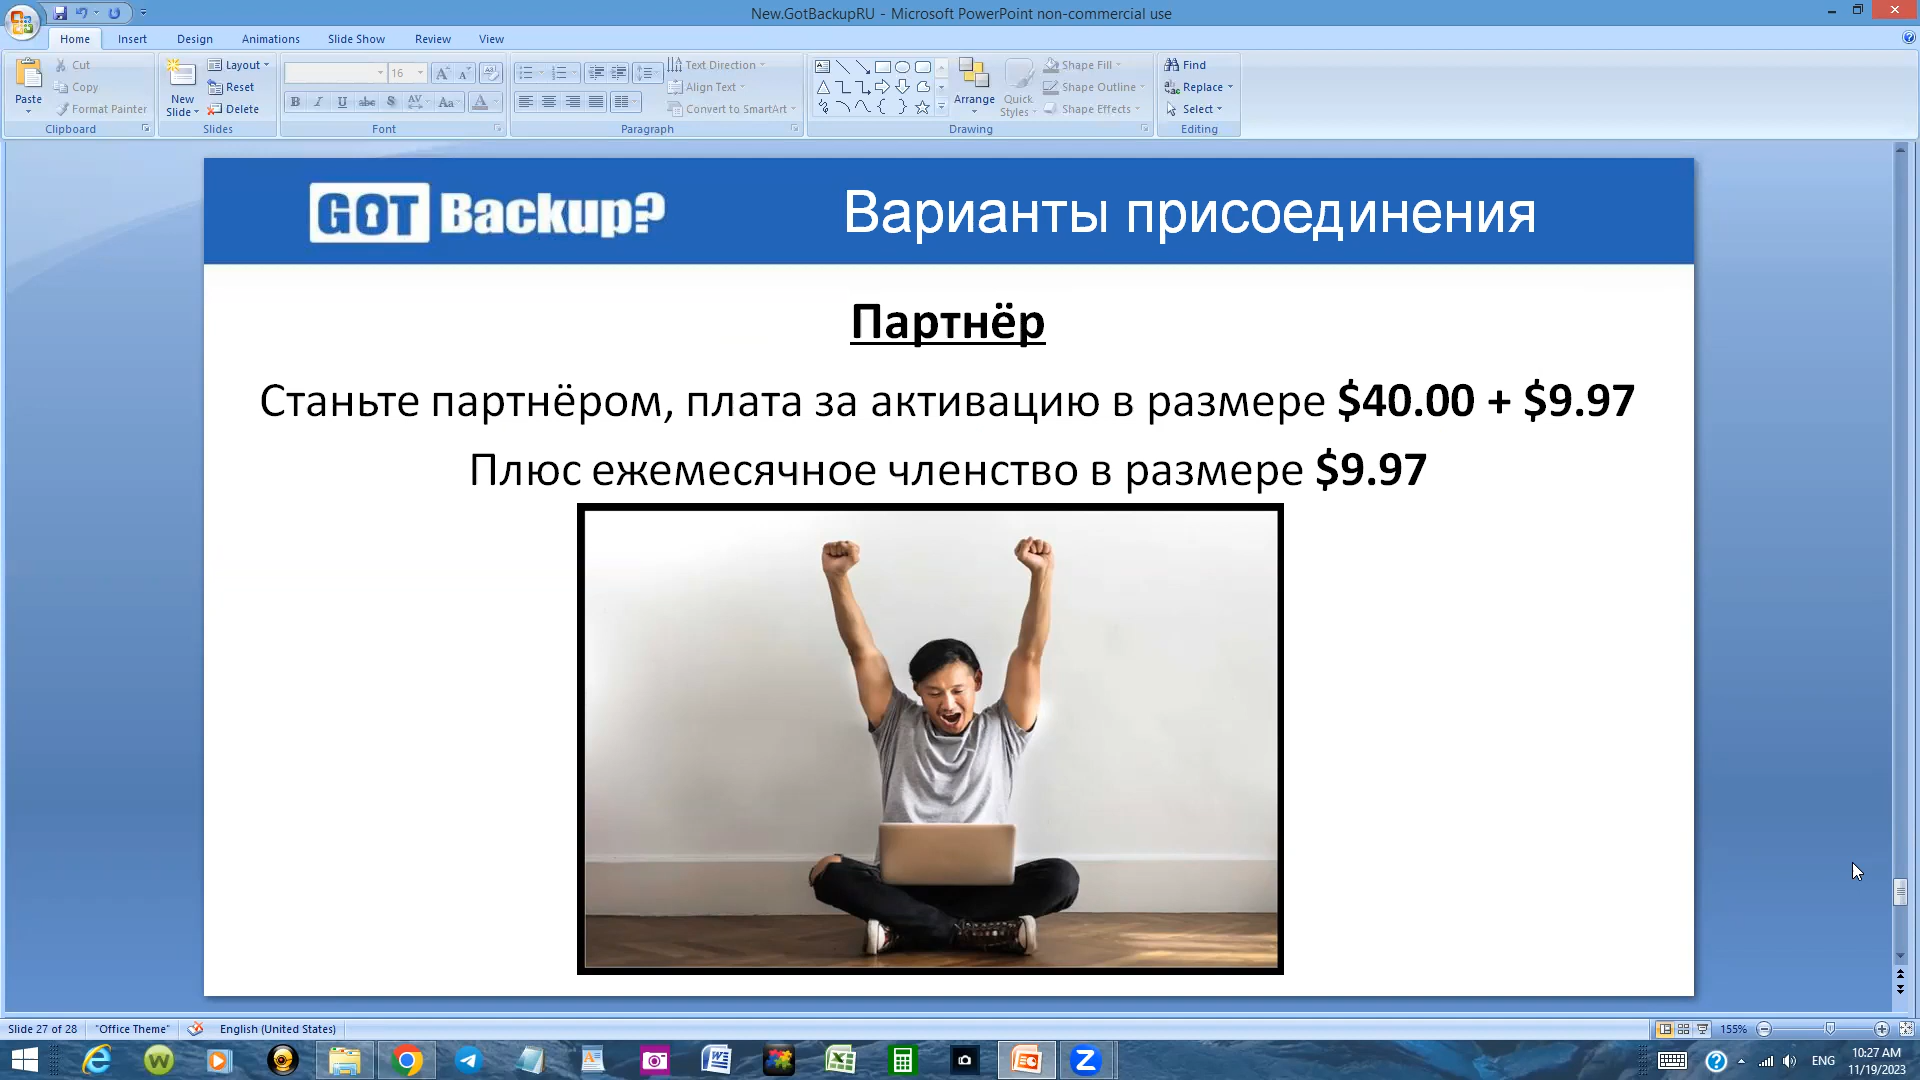 New.GotBackupRU - Microsoft PowerPoint non-commercial use
Home Insert Design Animations Slide Show Review View
Paste
Cut
Copy
Format Painter
Clipboard
New Slide
Layout
Reset
Delete
Slides
16
B I U abc S AV Aa A
Font
Text Direction
Align Text
Convert to SmartArt
Paragraph
Arrange
Quick Styles
Shape Fill
Shape Outline
Shape Effects
Drawing
Find
Replace
Select
Editing
GOT Backup?
Варианты присоединения
Партнёр
Станьте партнёром, плата за активацию в размере $40.00 + $9.97
Плюс ежемесячное членство в размере $9.97
Slide 27 of 28 "Office Theme" English (United States) 155%
ENG
10:27 AM
11/19/2023